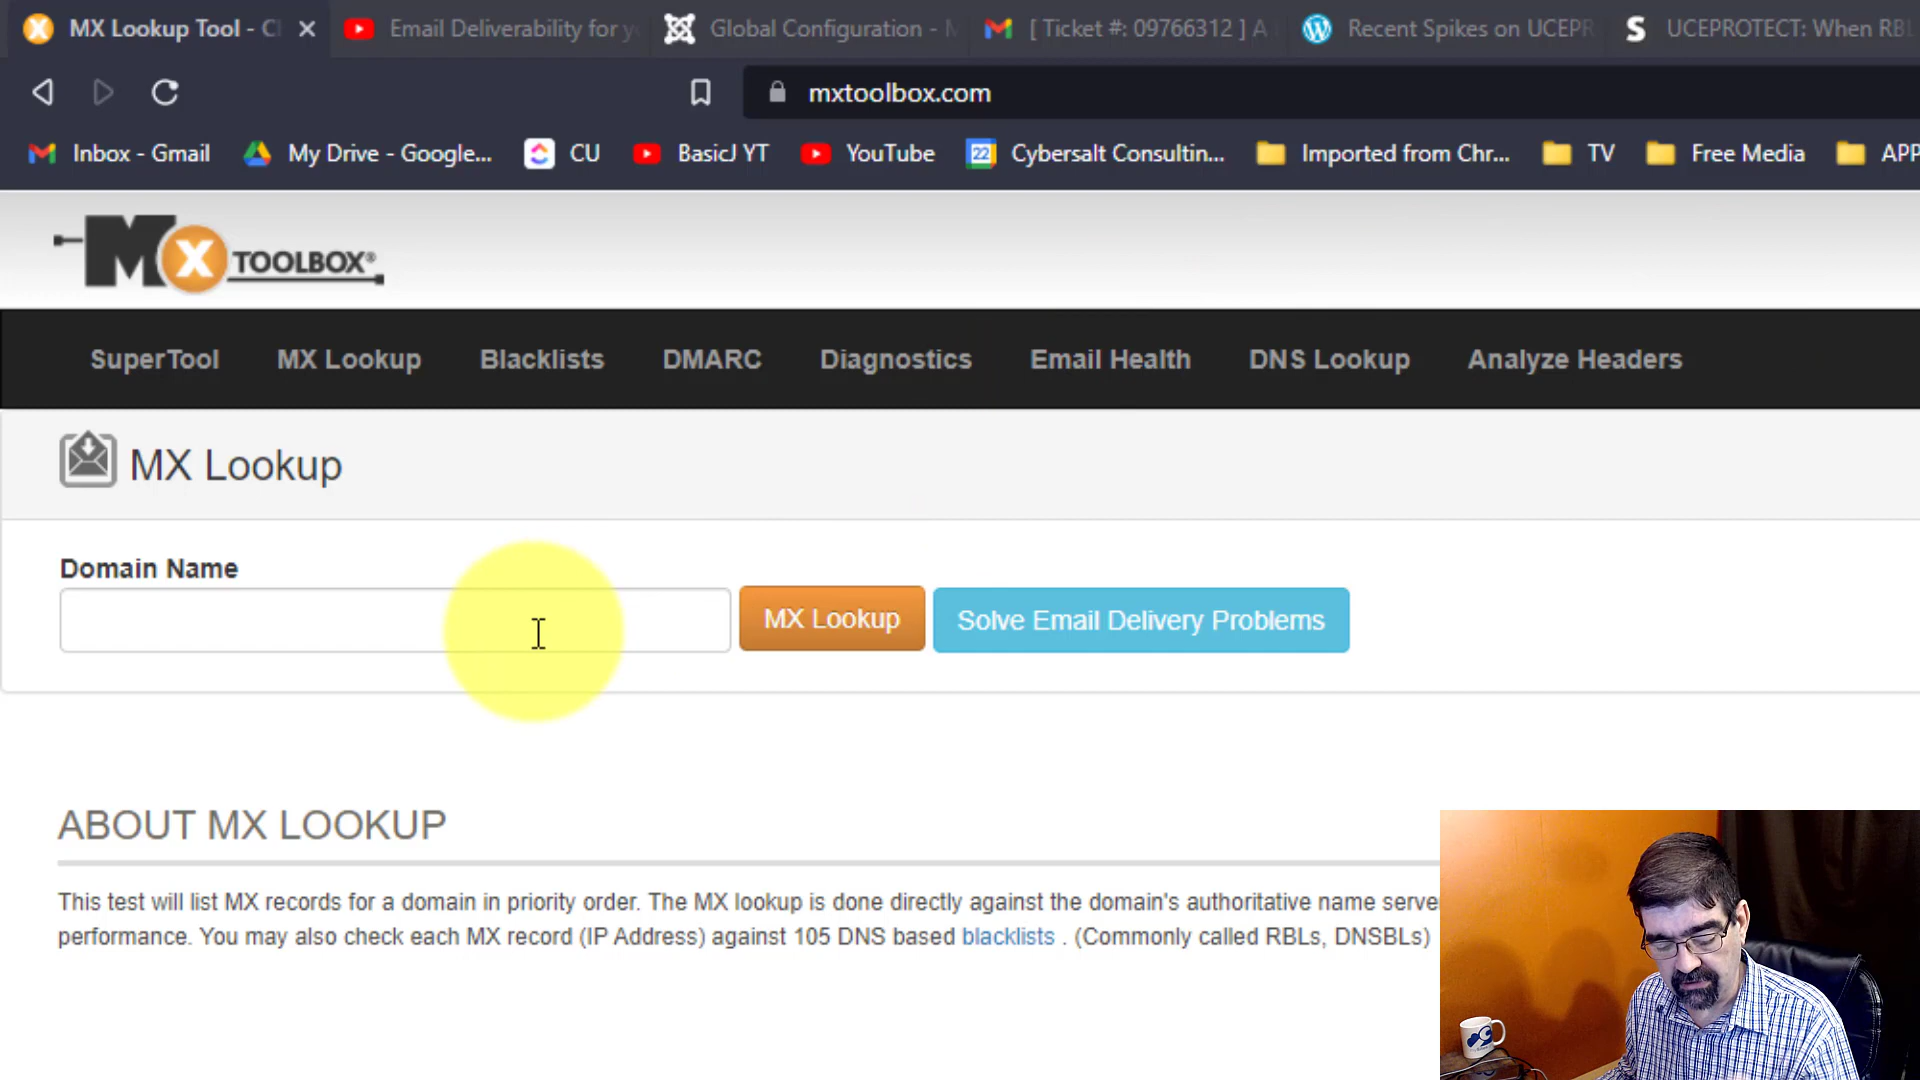 MX Lookup Tool - Cl
Email Deliverability for yo
Global Configuration - M
[ Ticket #: 09766312 ] A
Recent Spikes on UCEPR
UCEPROTECT: When RBL
mxtoolbox.com
Inbox - Gmail
My Drive - Google...
CU
BasicJ YT
YouTube
22
Cybersalt Consultin...
Imported from Chr...
TV
Free Media
APP
MX TOOLBOX®
SuperTool
MX Lookup
Blacklists
DMARC
Diagnostics
Email Health
DNS Lookup
Analyze Headers
MX Lookup
Domain Name
MX Lookup
Solve Email Delivery Problems
ABOUT MX LOOKUP
This test will list MX records for a domain in priority order. The MX lookup is done directly against the domain's authoritative name serve
performance. You may also check each MX record (IP Address) against 105 DNS based blacklists . (Commonly called RBLs, DNSBLs)